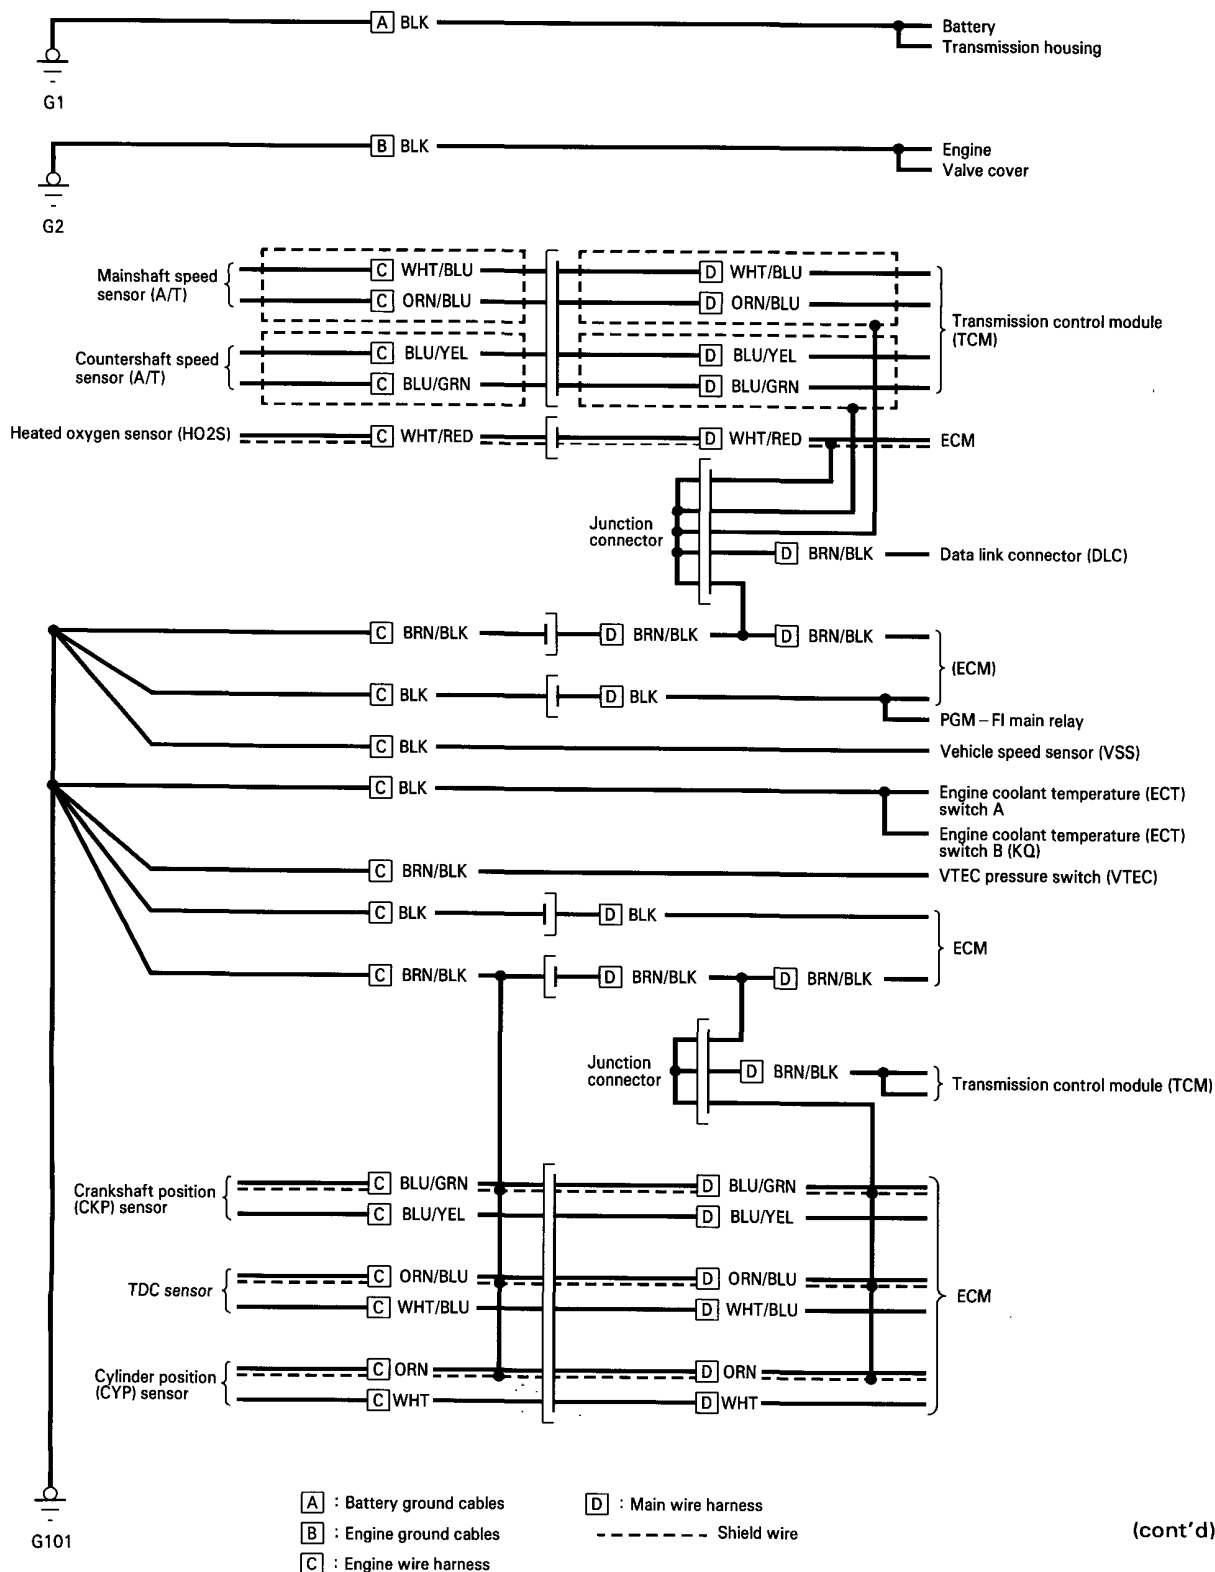 A BLK
Battery
Transmission housing
G1
B BLK
Engine
Valve cover
G2
Mainshaft speed
sensor (A/T)
C WHT/BLU
D WHT/BLU
C ORN/BLU
D ORN/BLU
Transmission control module
(TCM)
Countershaft speed
sensor (A/T)
C BLU/YEL
D BLU/YEL
C BLU/GRN
D BLU/GRN
Heated oxygen sensor (HO2S)
C WHT/RED
D WHT/RED
ECM
Junction
connector
D BRN/BLK
Data link connector (DLC)
C BRN/BLK
D BRN/BLK
D BRN/BLK
(ECM)
C BLK
D BLK
PGM – FI main relay
C BLK
Vehicle speed sensor (VSS)
C BLK
Engine coolant temperature (ECT)
switch A
Engine coolant temperature (ECT)
switch B (KQ)
C BRN/BLK
VTEC pressure switch (VTEC)
C BLK
D BLK
ECM
C BRN/BLK
D BRN/BLK
D BRN/BLK
Junction
connector
D BRN/BLK
Transmission control module (TCM)
Crankshaft position
(CKP) sensor
C BLU/GRN
D BLU/GRN
C BLU/YEL
D BLU/YEL
TDC sensor
C ORN/BLU
D ORN/BLU
C WHT/BLU
D WHT/BLU
ECM
Cylinder position
(CYP) sensor
C ORN
D ORN
C WHT
D WHT
G101
A : Battery ground cables
B : Engine ground cables
C : Engine wire harness
D : Main wire harness
Shield wire
(cont'd)